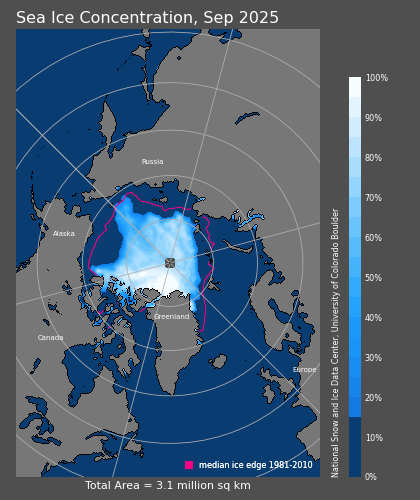 Sea Ice Concentration, Sep 2025
100%
90%
80%
70%
60%
50%
40%
30%
20%
10%
0%
National Snow and Ice Data Center, University of Colorado Boulder
Russia
Alaska
Canada
Greenland
Europe
median ice edge 1981-2010
Total Area = 3.1 million sq km